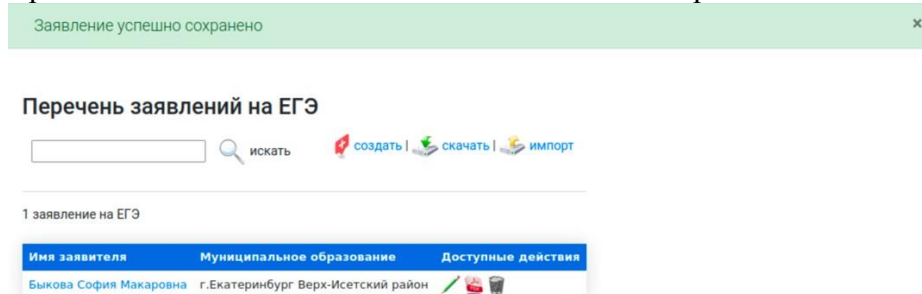 Заявление успешно сохранено ×
Перечень заявлений на ЕГЭ
искать создать | скачать | импорт
1 заявление на ЕГЭ
Имя заявителя Муниципальное образование Доступные действия
Быкова София Макаровна г.Екатеринбург Верх-Исетский район